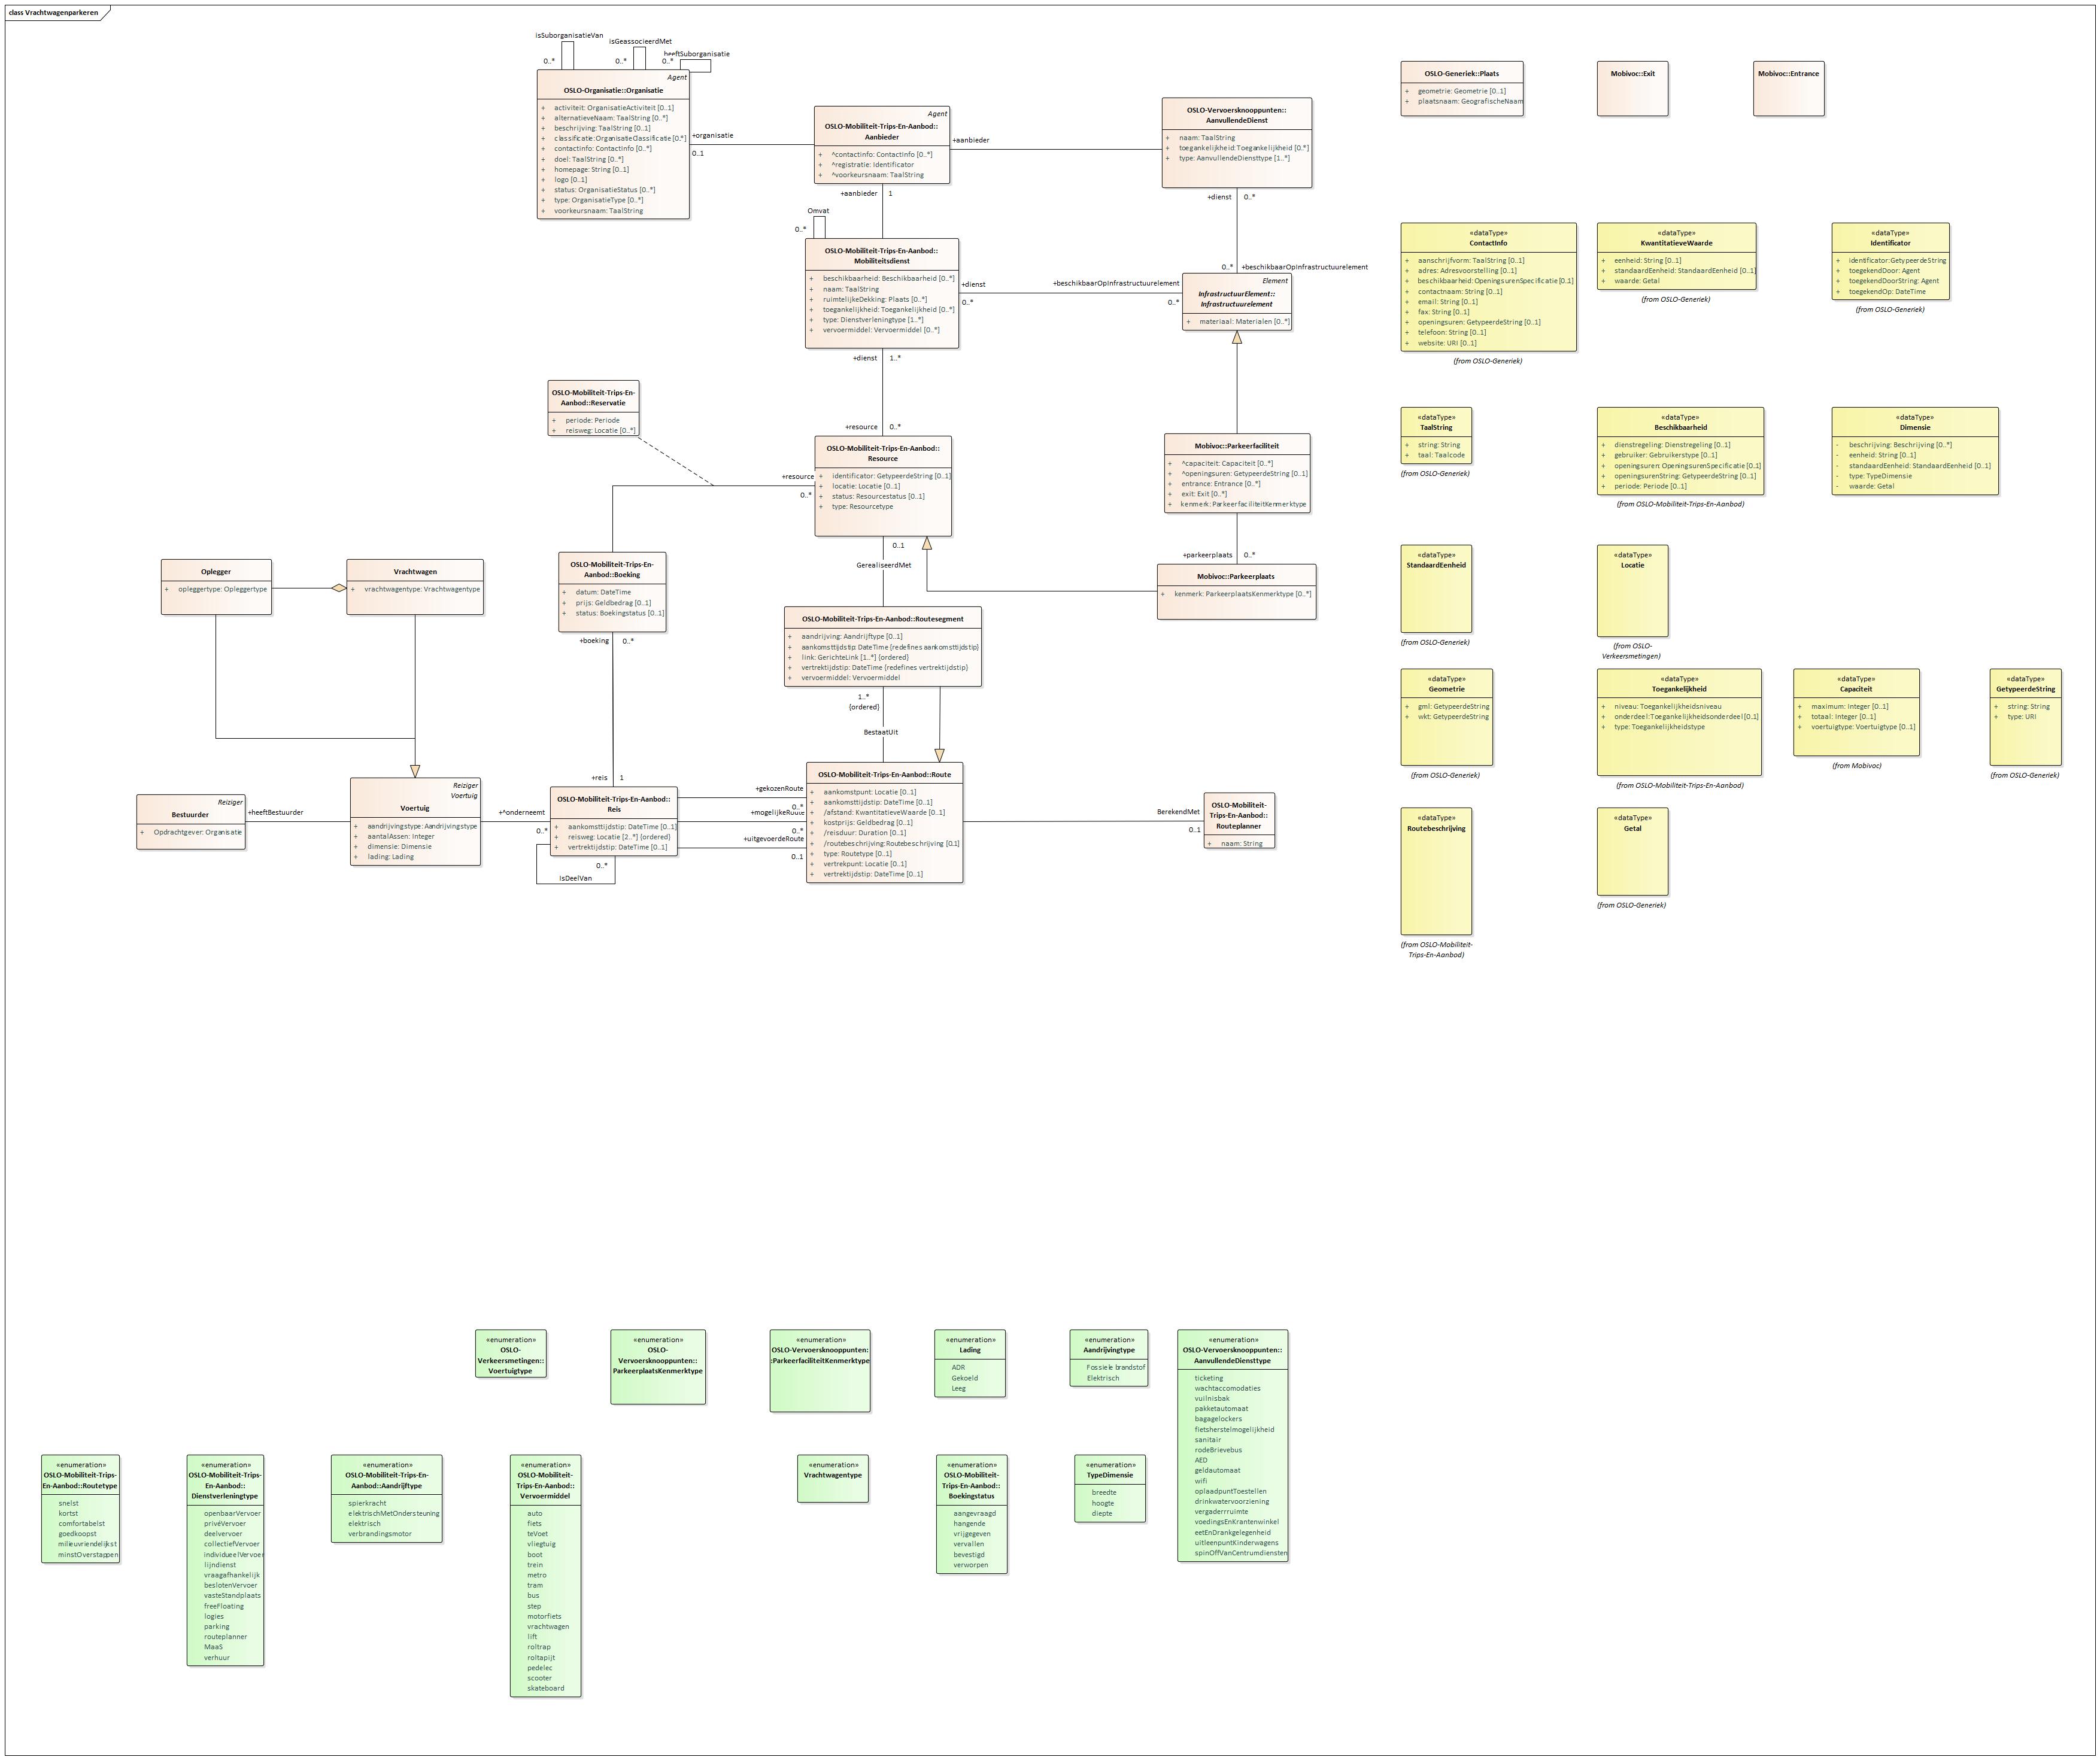 class Vrachtwagenparkeren
isSuborganisatieVan
0..*
isGeassocieerdMet
0..*
heeftSuborganisatie
0..*
Agent
OSLO-Organisatie::Organisatie
+ activiteit: OrganisatieActiviteit [0..1]
+ alternatieveNaam: TaalString [0..*]
+ beschrijving: TaalString [0..1]
+ classificatie: OrganisatieClassificatie [0..*]
+ contactinfo: ContactInfo [0..*]
+ doel: TaalString [0..*]
+ homepage: String [0..1]
+ logo [0..1]
+ status: OrganisatieStatus [0..*]
+ type: OrganisatieType [0..*]
+ voorkeursnaam: TaalString
+organisatie
0..1
Agent
OSLO-Mobiliteit-Trips-En-Aanbod::
Aanbieder
+ ^contactinfo: ContactInfo [0..*]
+ ^registratie: Identificator
+ ^voorkeursnaam: TaalString
+aanbieder
+aanbieder
1
OSLO-Vervoersknooppunten::
AanvullendeDienst
+ naam: TaalString
+ toegankelijkheid: Toegankelijkheid [0..*]
+ type: AanvullendeDiensttype [1..*]
+dienst
0..*
OSLO-Generiek::Plaats
+ geometrie: Geometrie [0..1]
+ plaatsnaam: GeografischeNaam
Mobivoc::Exit
Mobivoc::Entrance
Omvat
0..*
OSLO-Mobiliteit-Trips-En-Aanbod::
Mobiliteitsdienst
+ beschikbaarheid: Beschikbaarheid [0..*]
+ naam: TaalString
+ ruimtelijkeDekking: Plaats [0..*]
+ toegankelijkheid: Toegankelijkheid [0..*]
+ type: Dienstverleningtype [1..*]
+ vervoermiddel: Vervoermiddel [0..*]
+dienst
0..*
+beschikbaarOpInfrastructuurelement
0..*
0..*
+beschikbaarOpInfrastructuurelement
Element
InfrastructuurElement::
Infrastructuurelement
+ materiaal: Materialen [0..*]
+dienst
1..*
+resource
0..*
«dataType»
ContactInfo
+ aanschrijfvorm: TaalString [0..1]
+ adres: Adresvoorstelling [0..1]
+ beschikbaarheid: OpeningsurenSpecificatie [0..1]
+ contactnaam: String [0..1]
+ email: String [0..1]
+ fax: String [0..1]
+ openingsuren: GetypeerdeString [0..1]
+ telefoon: String [0..1]
+ website: URI [0..1]
(from OSLO-Generiek)
«dataType»
KwantitatieveWaarde
+ eenheid: String [0..1]
+ standaardEenheid: StandaardEenheid [0..1]
+ waarde: Getal
(from OSLO-Generiek)
«dataType»
Identificator
+ identificator: GetypeerdeString
+ toegekendDoor: Agent
+ toegekendDoorString: Agent
+ toegekendOp: DateTime
(from OSLO-Generiek)
OSLO-Mobiliteit-Trips-En-
Aanbod::Reservatie
+ periode: Periode
+ reisweg: Locatie [0..*]
OSLO-Mobiliteit-Trips-En-Aanbod::
Resource
+ identificator: GetypeerdeString [0..1]
+ locatie: Locatie [0..1]
+ status: Resourcestatus [0..1]
+ type: Resourcetype
+resource
0..*
0..1
GerealiseerdMet
Mobivoc::Parkeerfaciliteit
+ ^capaciteit: Capaciteit [0..*]
+ ^openingsuren: GetypeerdeString [0..1]
+ entrance: Entrance [0..*]
+ exit: Exit [0..*]
+ kenmerk: ParkeerfaciliteitKenmerktype
+parkeerplaats
0..*
Mobivoc::Parkeerplaats
+ kenmerk: ParkeerplaatsKenmerktype [0..*]
«dataType»
TaalString
+ string: String
+ taal: Taalcode
(from OSLO-Generiek)
«dataType»
Beschikbaarheid
+ dienstregeling: Dienstregeling [0..1]
+ gebruiker: Gebruikerstype [0..1]
+ openingsuren: OpeningsurenSpecificatie [0..1]
+ openingsurenString: GetypeerdeString [0..1]
+ periode: Periode [0..1]
(from OSLO-Mobiliteit-Trips-En-Aanbod)
«dataType»
Dimensie
- beschrijving: Beschrijving [0..*]
- eenheid: String [0..1]
- standaardEenheid: StandaardEenheid [0..1]
- type: TypeDimensie
- waarde: Getal
Oplegger
+ opleggertype: Opleggertype
Vrachtwagen
+ vrachtwagentype: Vrachtwagentype
OSLO-Mobiliteit-Trips-En-
Aanbod::Boeking
+ datum: DateTime
+ prijs: Geldbedrag [0..1]
+ status: Boekingstatus [0..1]
+boeking
0..*
OSLO-Mobiliteit-Trips-En-Aanbod::Routesegment
+ aandrijving: Aandrijftype [0..1]
+ aankomsttijdstip: DateTime {redefines aankomsttijdstip}
+ link: GerichteLink [1..*] {ordered}
+ vertrektijdstip: DateTime {redefines vertrektijdstip}
+ vervoermiddel: Vervoermiddel
1..*
{ordered}
BestaatUit
«dataType»
StandaardEenheid
(from OSLO-Generiek)
«dataType»
Locatie
(from OSLO-
Verkeersmetingen)
«dataType»
Geometrie
+ gml: GetypeerdeString
+ wkt: GetypeerdeString
(from OSLO-Generiek)
«dataType»
Toegankelijkheid
+ niveau: Toegankelijkheidsniveau
+ onderdeel: Toegankelijkheidsonderdeel [0..1]
+ type: Toegankelijkheidstype
(from OSLO-Mobiliteit-Trips-En-Aanbod)
«dataType»
Capaciteit
+ maximum: Integer [0..1]
+ totaal: Integer [0..1]
+ voertuigtype: Voertuigtype [0..1]
(from Mobivoc)
«dataType»
GetypeerdeString
+ string: String
+ type: URI
(from OSLO-Generiek)
Reiziger
Bestuurder
+ Opdrachtgever: Organisatie
+heeftBestuurder
Reiziger
Voertuig
Voertuig
+ aandrijvingstype: Aandrijvingstype
+ aantalAssen: Integer
+ dimensie: Dimensie
+ lading: Lading
+^onderneemt
0..*
+reis
1
OSLO-Mobiliteit-Trips-En-Aanbod::
Reis
+ aankomsttijdstip: DateTime [0..1]
+ reisweg: Locatie [2..*] {ordered}
+ vertrektijdstip: DateTime [0..1]
0..*
isDeelVan
+gekozenRoute
0..*
+mogelijkeRoute
0..*
+uitgevoerdeRoute
0..1
OSLO-Mobiliteit-Trips-En-Aanbod::Route
+ aankomstpunt: Locatie [0..1]
+ aankomsttijdstip: DateTime [0..1]
+ /afstand: KwantitatieveWaarde [0..1]
+ kostprijs: Geldbedrag [0..1]
+ /reisduur: Duration [0..1]
+ /routebeschrijving: Routebeschrijving [0..1]
+ type: Routetype [0..1]
+ vertrekpunt: Locatie [0..1]
+ vertrektijdstip: DateTime [0..1]
BerekendMet
0..1
OSLO-Mobiliteit-
Trips-En-Aanbod::
Routeplanner
+ naam: String
«dataType»
Routebeschrijving
(from OSLO-Mobiliteit-
Trips-En-Aanbod)
«dataType»
Getal
(from OSLO-Generiek)
«enumeration»
OSLO-
Verkeersmetingen::
Voertuigtype
«enumeration»
OSLO-
Vervoersknooppunten::
ParkeerplaatsKenmerktype
«enumeration»
OSLO-Vervoersknooppunten:
:ParkeerfaciliteitKenmerktype
«enumeration»
Lading
ADR
Gekoeld
Leeg
«enumeration»
Aandrijvingtype
Fossiele brandstof
Elektrisch
«enumeration»
OSLO-Vervoersknooppunten::
AanvullendeDiensttype
ticketing
wachtaccomodaties
vuilnisbak
pakketautomaat
bagagelockers
fietsherstelmogelijkheid
sanitair
rodeBrievebus
AED
geldautomaat
wifi
oplaadpuntToestellen
drinkwatervoorziening
vergaderrruimte
voedingsEnKrantenwinkel
eetEnDrankgelegenheid
uitleenpuntKinderwagens
spinOffVanCentrumdiensten
«enumeration»
OSLO-Mobiliteit-Trips-
En-Aanbod::Routetype
snelst
kortst
comfortabelst
goedkoopst
milieuvriendelijkst
minstOverstappen
«enumeration»
OSLO-Mobiliteit-Trips-
En-Aanbod::
Dienstverleningtype
openbaarVervoer
privéVervoer
deelvervoer
collectiefVervoer
individueelVervoer
lijndienst
vraagafhankelijk
beslotenVervoer
vasteStandplaats
freeFloating
logies
parking
routeplanner
MaaS
verhuur
«enumeration»
OSLO-Mobiliteit-Trips-En-
Aanbod::Aandrijftype
spierkracht
elektrischMetOndersteuning
elektrisch
verbrandingsmotor
«enumeration»
OSLO-Mobiliteit-
Trips-En-Aanbod::
Vervoermiddel
auto
fiets
teVoet
vliegtuig
boot
trein
metro
tram
bus
step
motorfiets
vrachtwagen
lift
roltrap
roltapijt
pedelec
scooter
skateboard
«enumeration»
Vrachtwagentype
«enumeration»
OSLO-Mobiliteit-
Trips-En-Aanbod::
Boekingstatus
aangevraagd
hangende
vrijgegeven
vervallen
bevestigd
verworpen
«enumeration»
TypeDimensie
breedte
hoogte
diepte